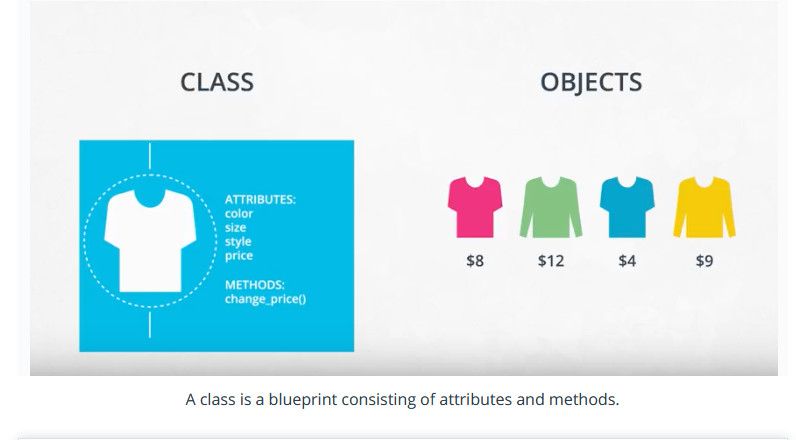 CLASS
OBJECTS
ATTRIBUTES:
color
size
style
price
METHODS:
change_price()
$8
$12
$4
$9
A class is a blueprint consisting of attributes and methods.